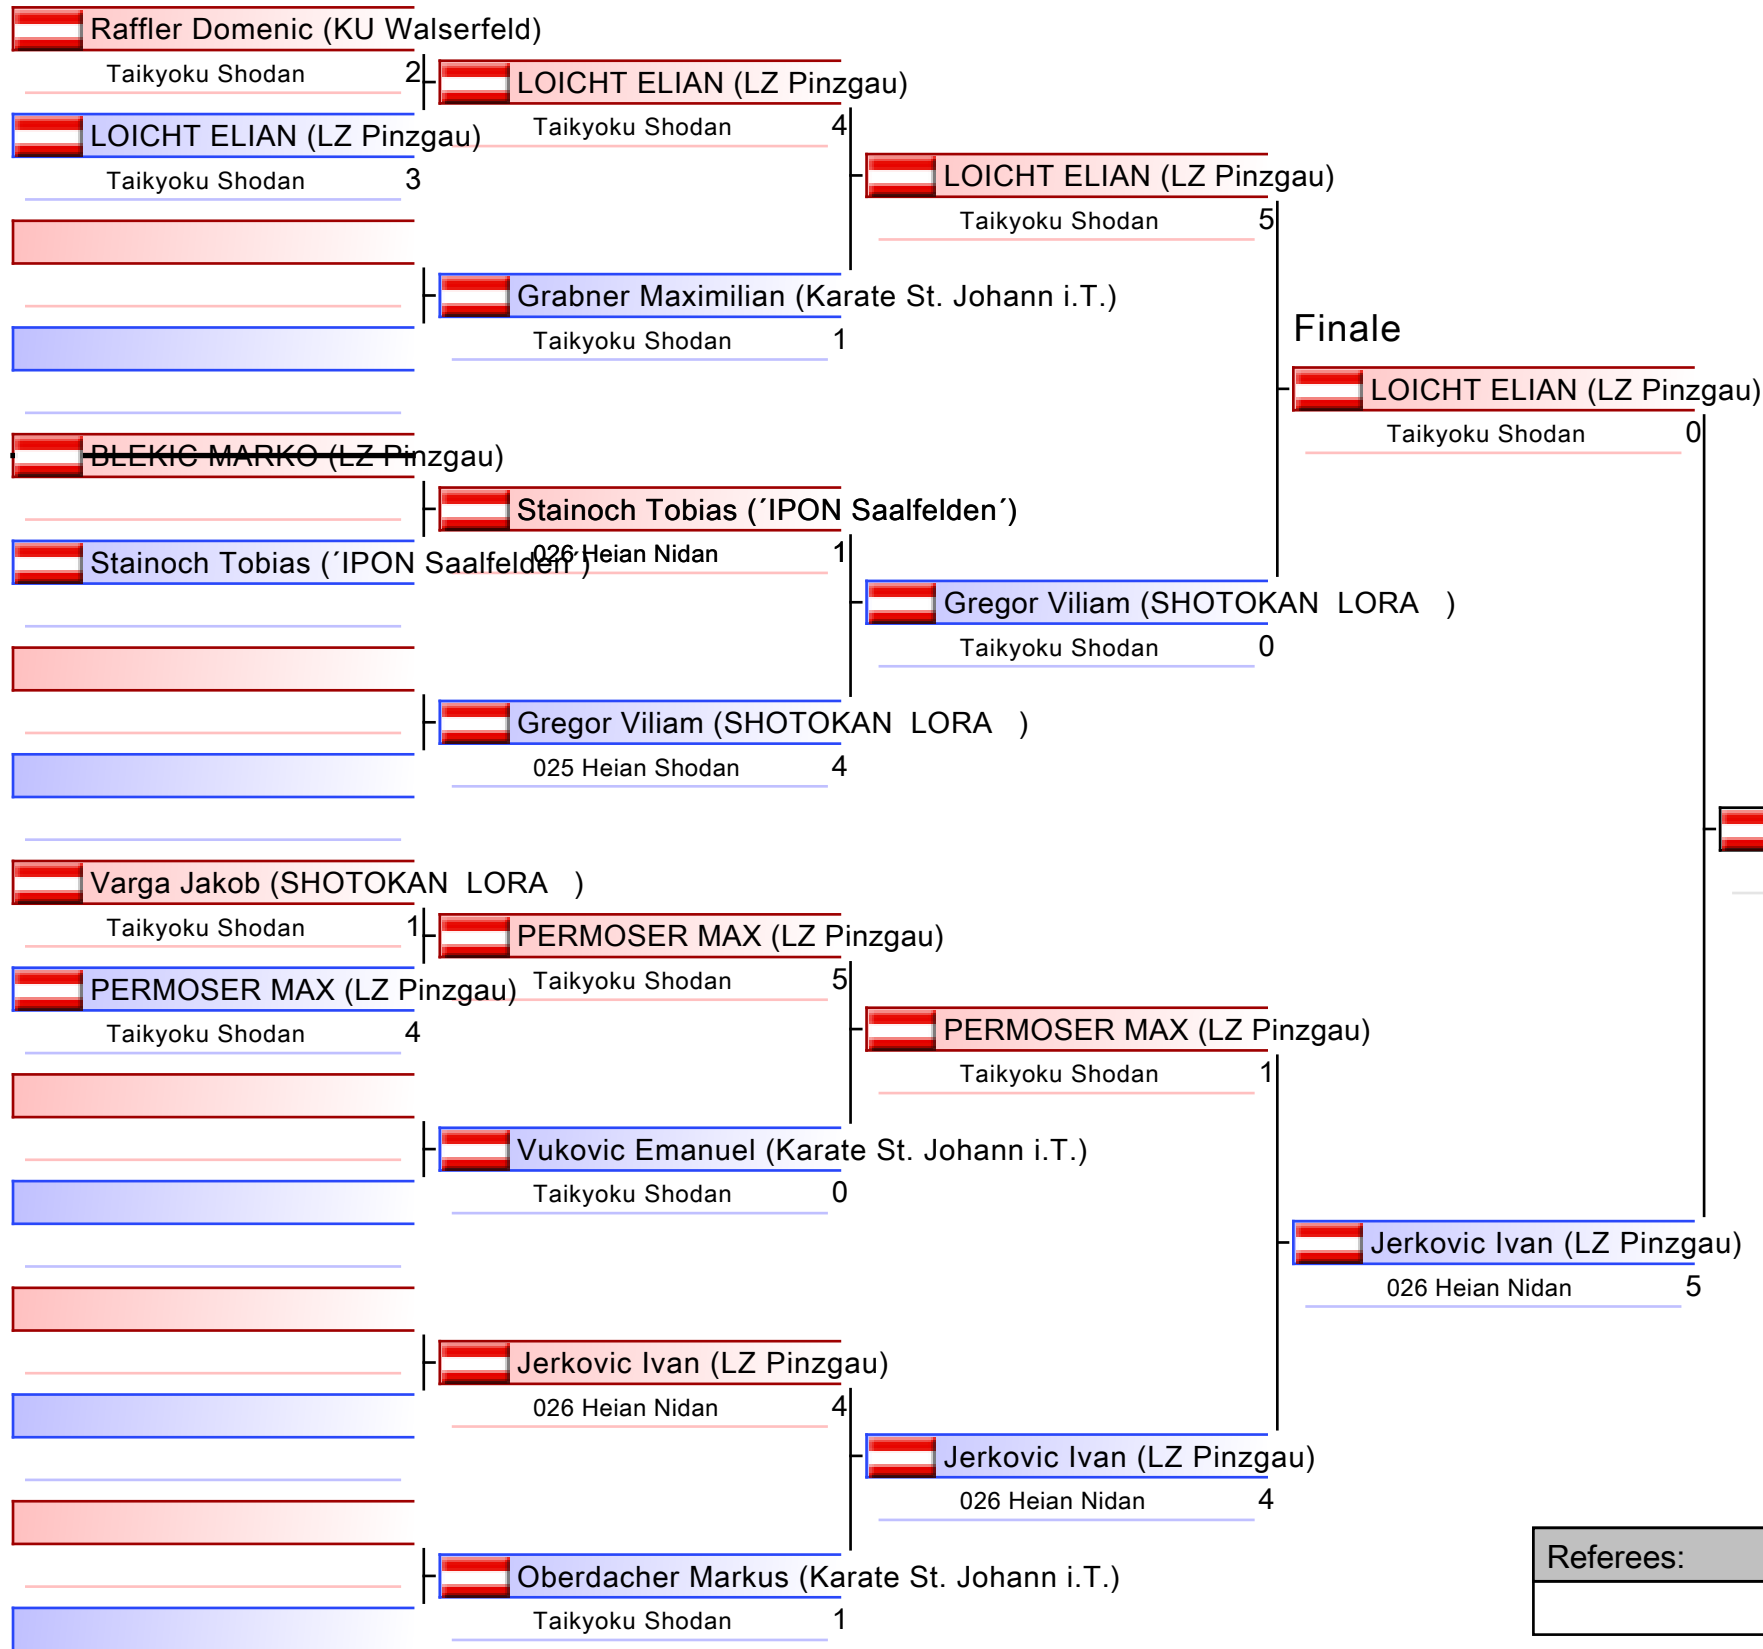 Raffler Domenic (KU Walserfeld)
Taikyoku Shodan 2
LOICHT ELIAN (LZ Pinzgau)
Taikyoku Shodan 3
BLEKIC MARKO (LZ Pinzgau)
Stainoch Tobias (´IPON Saalfelden´)
Varga Jakob (SHOTOKAN LORA )
Taikyoku Shodan 1
PERMOSER MAX (LZ Pinzgau)
Taikyoku Shodan 4
LOICHT ELIAN (LZ Pinzgau)
Taikyoku Shodan 4
Grabner Maximilian (Karate St. Johann i.T.)
Taikyoku Shodan 1
Stainoch Tobias (´IPON Saalfelden´)
026 Heian Nidan 1
Gregor Viliam (SHOTOKAN LORA )
025 Heian Shodan 4
PERMOSER MAX (LZ Pinzgau)
Taikyoku Shodan 5
Vukovic Emanuel (Karate St. Johann i.T.)
Taikyoku Shodan 0
Jerkovic Ivan (LZ Pinzgau)
026 Heian Nidan 4
Oberdacher Markus (Karate St. Johann i.T.)
Taikyoku Shodan 1
LOICHT ELIAN (LZ Pinzgau)
Taikyoku Shodan 5
Gregor Viliam (SHOTOKAN LORA )
Taikyoku Shodan 0
PERMOSER MAX (LZ Pinzgau)
Taikyoku Shodan 1
Jerkovic Ivan (LZ Pinzgau)
026 Heian Nidan 4
Finale
LOICHT ELIAN (LZ Pinzgau)
Taikyoku Shodan 0
Jerkovic Ivan (LZ Pinzgau)
026 Heian Nidan 5
Referees: